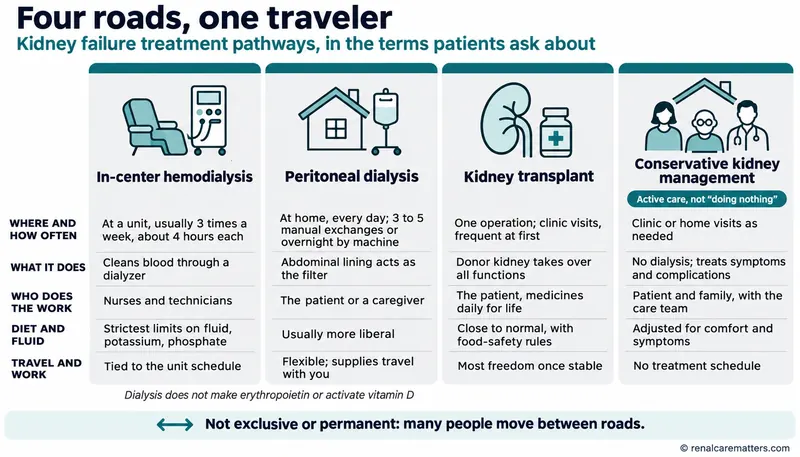 Four roads, one traveler
Kidney failure treatment pathways, in the terms patients ask about
In-center hemodialysis
Peritoneal dialysis
Kidney transplant
Conservative kidney
management
Active care, not "doing nothing"
WHERE AND
HOW OFTEN
At a unit, usually 3 times a
week, about 4 hours each
At home, every day; 3 to 5
manual exchanges or
overnight by machine
One operation; clinic visits,
frequent at first
Clinic or home visits as
needed
WHAT IT DOES
Cleans blood through a
dialyzer
Abdominal lining acts as
the filter
Donor kidney takes over
all functions
No dialysis; treats symptoms
and complications
WHO DOES
THE WORK
Nurses and technicians
The patient or a caregiver
The patient, medicines
daily for life
Patient and family, with the
care team
DIET AND
FLUID
Strictest limits on fluid,
potassium, phosphate
Usually more liberal
Close to normal, with
food-safety rules
Adjusted for comfort and
symptoms
TRAVEL AND
WORK
Tied to the unit schedule
Flexible; supplies travel
with you
Most freedom once stable
No treatment schedule
Dialysis does not make erythropoietin or activate vitamin D
Not exclusive or permanent: many people move between roads.
© renalcarematters.com